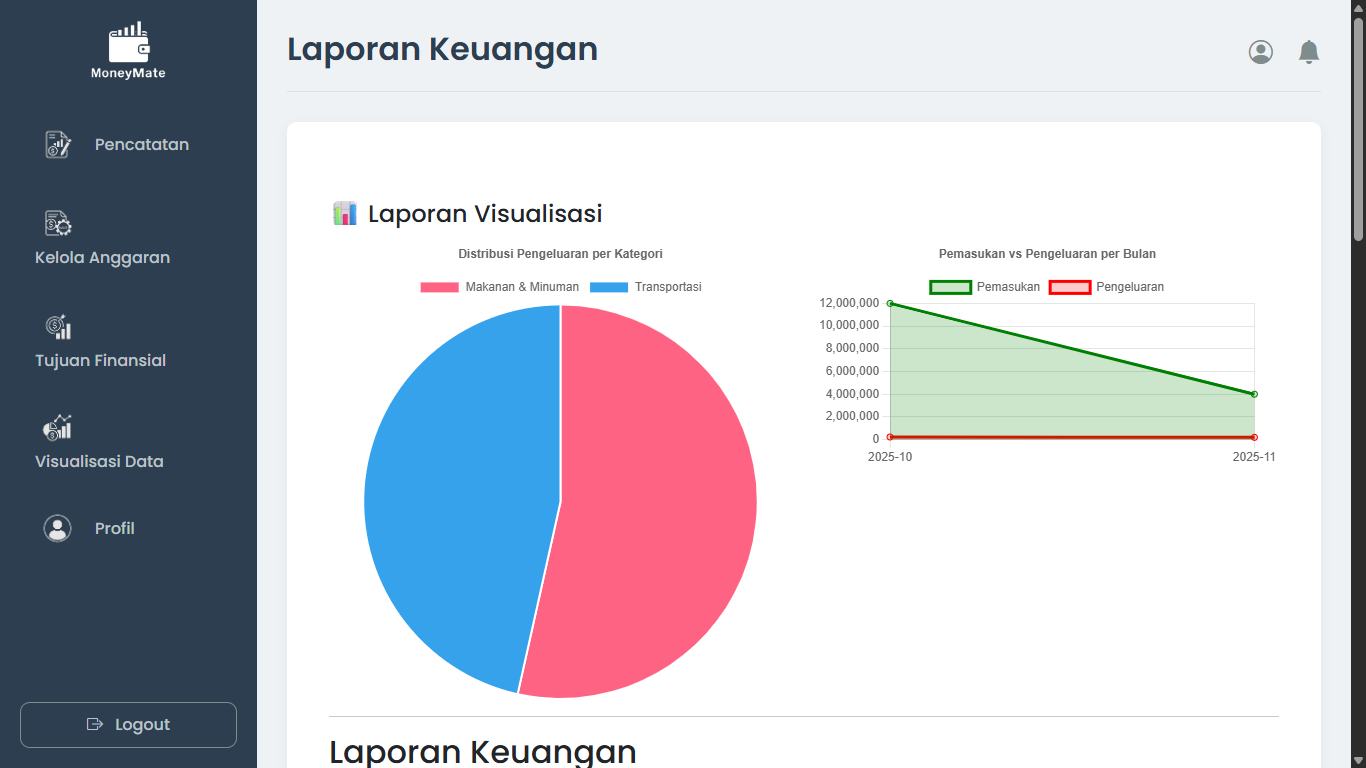 MoneyMate
Pencatatan
Kelola Anggaran
Tujuan Finansial
Visualisasi Data
Profil
Logout
Laporan Keuangan
Laporan Visualisasi
Distribusi Pengeluaran per Kategori
Makanan & Minuman Transportasi
Pemasukan vs Pengeluaran per Bulan
Pemasukan Pengeluaran
12,000,000
10,000,000
8,000,000
6,000,000
4,000,000
2,000,000
0
2025-10 2025-11
Laporan Keuangan